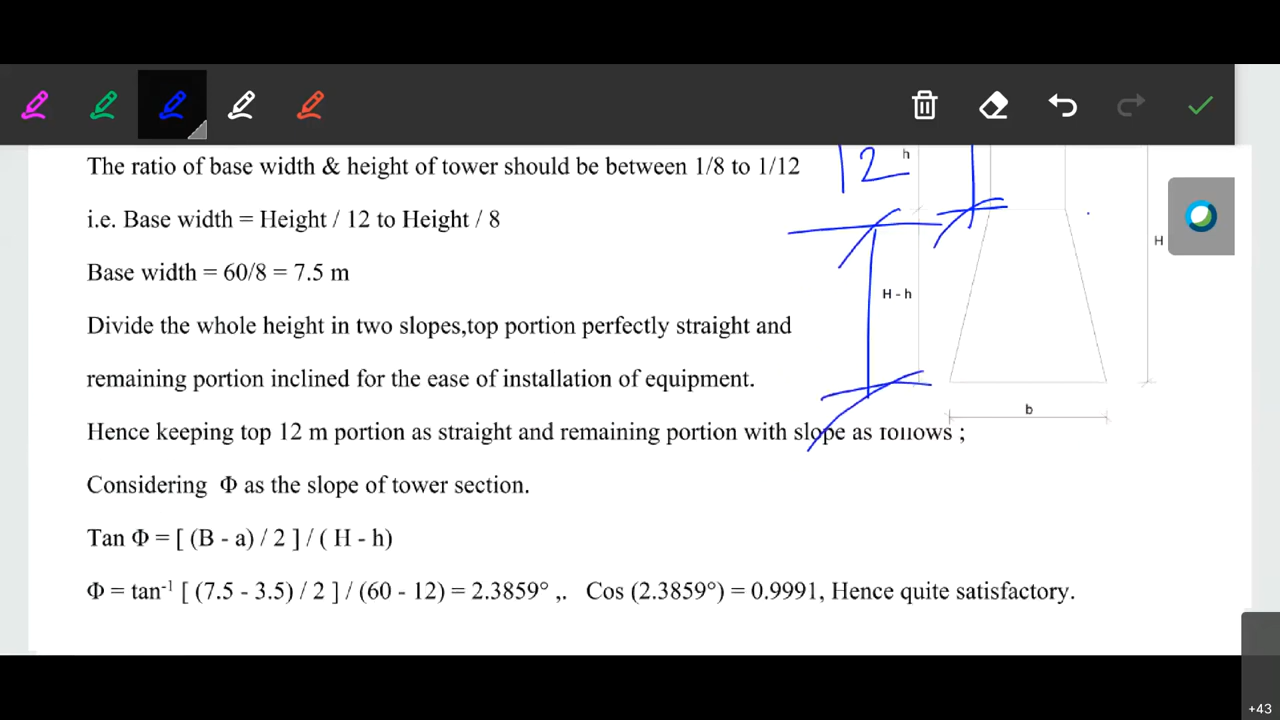 The ratio of base width & height of tower should be between 1/8 to 1/12
12
h
i.e. Base width = Height / 12 to Height / 8
H
Base width = 60/8 = 7.5 m
H - h
Divide the whole height in two slopes,top portion perfectly straight and
remaining portion inclined for the ease of installation of equipment.
b
Hence keeping top 12 m portion as straight and remaining portion with slope as follows ;
Considering Φ as the slope of tower section.
Tan Φ = [ (B - a) / 2 ] / ( H - h)
Φ = tan⁻¹ [ (7.5 - 3.5) / 2 ] / (60 - 12) = 2.3859° ,. Cos (2.3859°) = 0.9991, Hence quite satisfactory.
+43